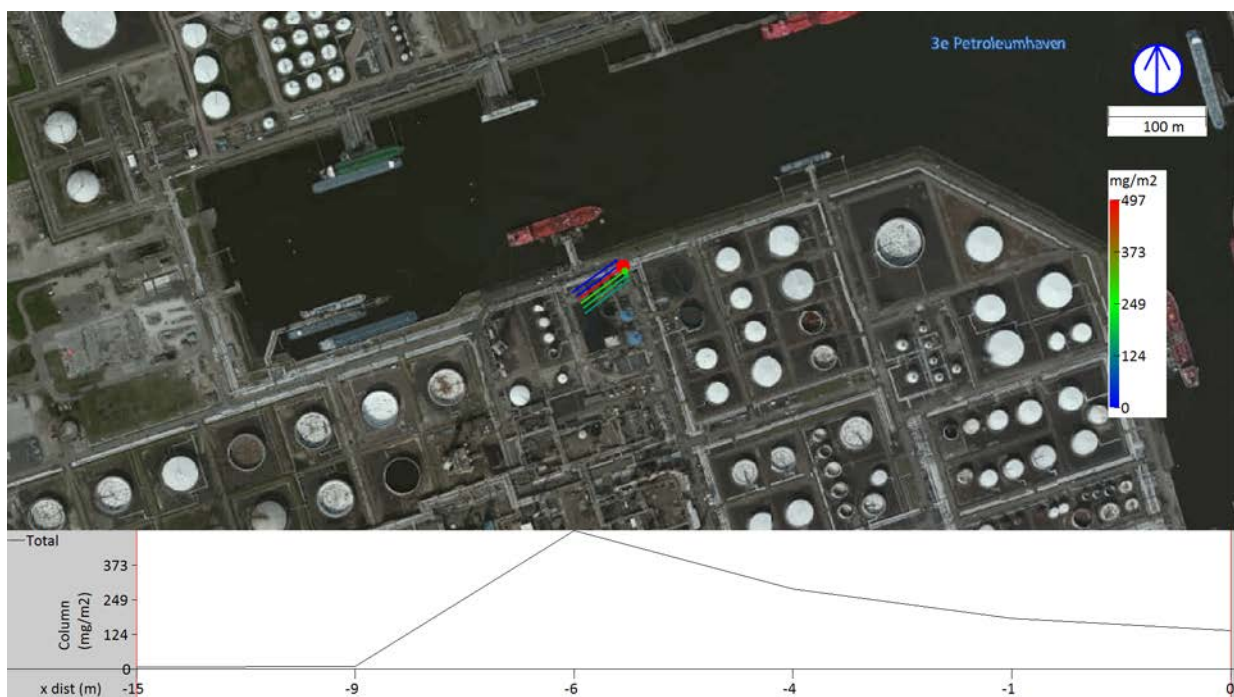 3e Petroleumhaven
100 m
mg/m2
497
373
249
124
0
Total
373
249
124
0
Column
(mg/m2)
x dist (m) -15 -9 -6 -4 -1 0